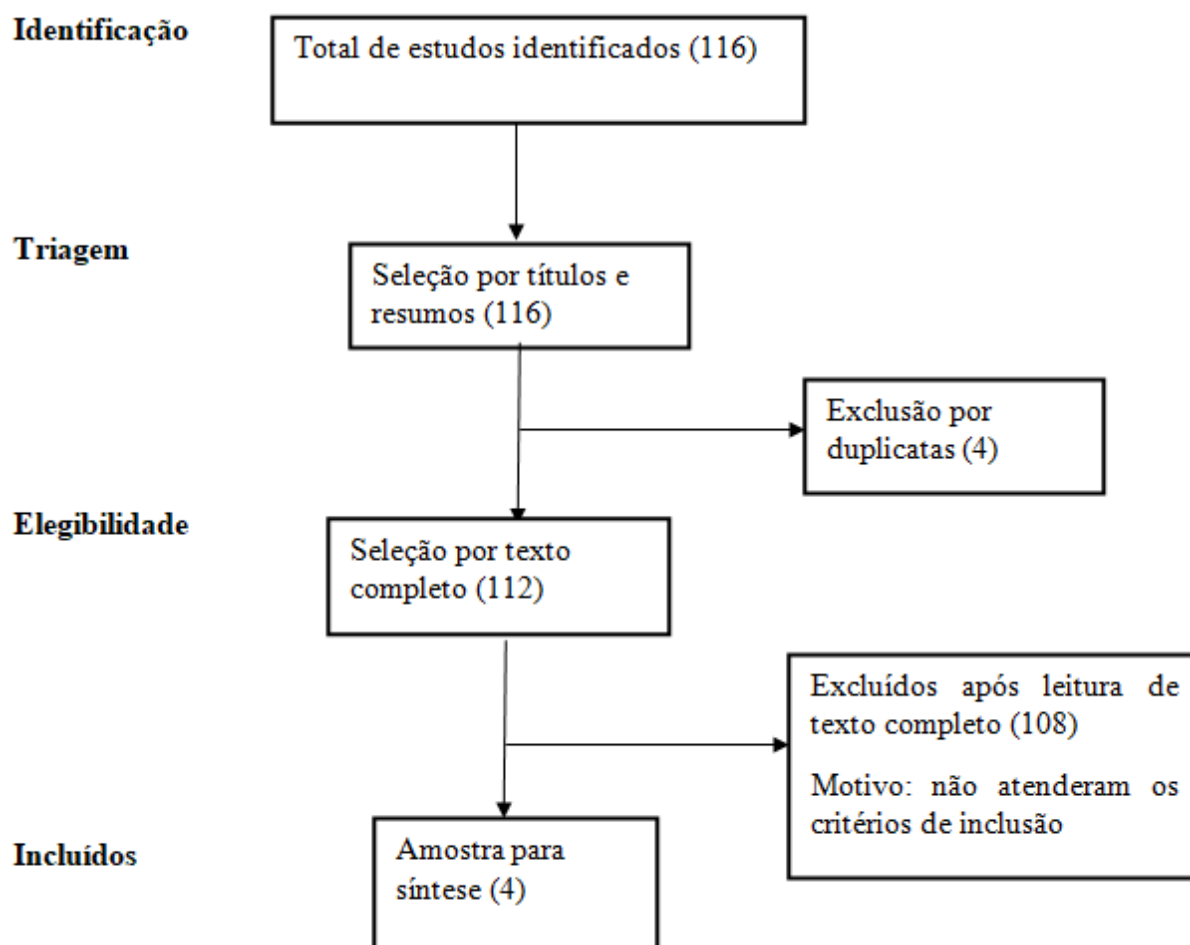 Identificação
Total de estudos identificados (116)
Triagem
Seleção por títulos e
resumos (116)
Exclusão por
duplicatas (4)
Elegibilidade
Seleção por texto
completo (112)
Excluídos após leitura de
texto completo (108)
Motivo: não atenderam os
critérios de inclusão
Incluídos
Amostra para
síntese (4)